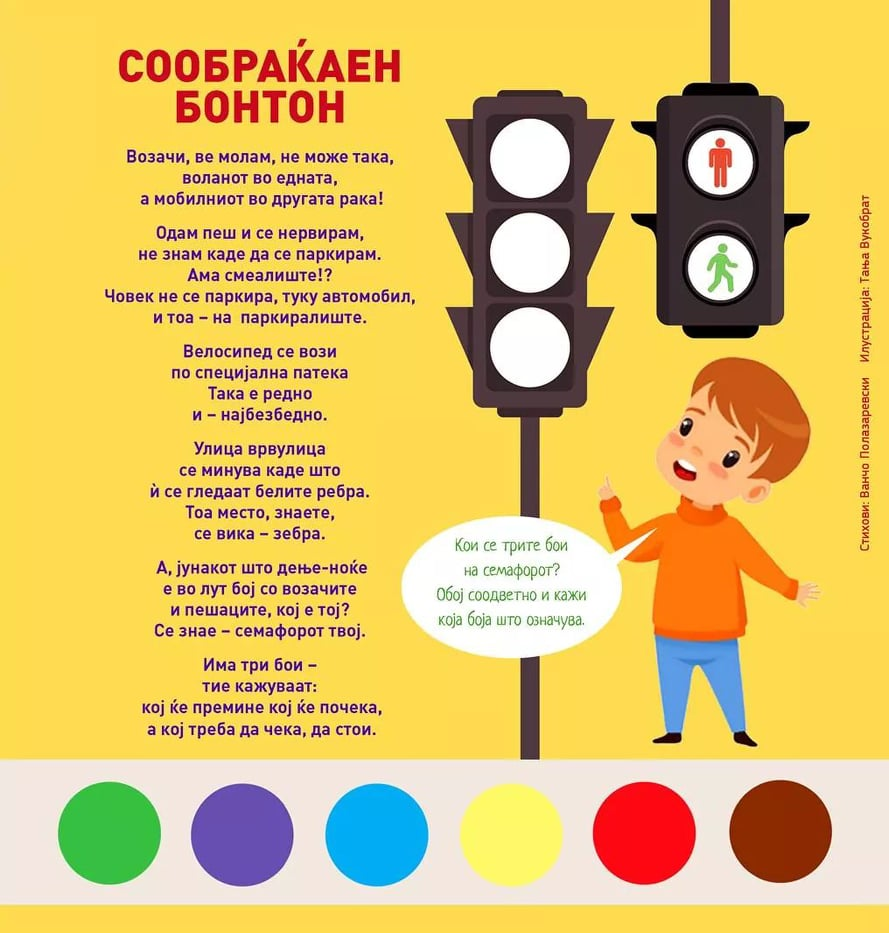 СООБРАЌАЕН
БОНТОН
Возачи, ве молам, не може така,
воланот во едната,
а мобилниот во другата рака!
Одам пеш и се нервирам,
не знам каде да се паркирам.
Ама смеалиште!?
Човек не се паркира, туку автомобил,
и тоа – на паркиралиште.
Велосипед се вози
по специјална патека
Така е редно
и – најбезбедно.
Улица врвулица
се минува каде што
ѝ се гледаат белите ребра.
Тоа место, знаете,
се вика – зебра.
А, јунакот што дење-ноќе
е во лут бој со возачите
и пешаците, кој е тој?
Се знае – семафорот твој.
Има три бои –
тие кажуваат:
кој ќе премине кој ќе почека,
а кој треба да чека, да стои.
Кои се трите бои
на семафорот?
Обој соодветно и кажи
која боја што означува.
Стихови: Ванчо Полазаревски Илустрација: Тања Вукобрат